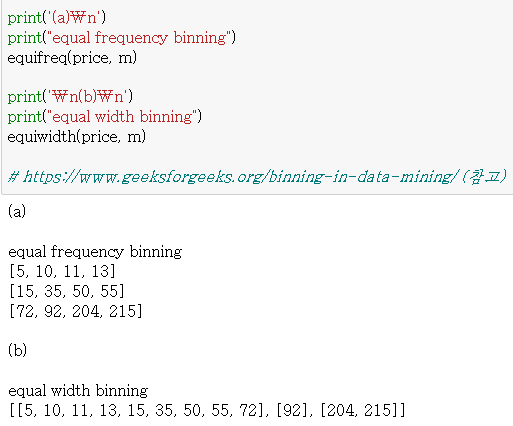 print('(a)₩n')
print("equal frequency binning")
equifreq(price, m)
print('₩n(b)₩n')
print("equal width binning")
equiwidth(price, m)
# https://www.geeksforgeeks.org/binning-in-data-mining/ (참고)
(a)
equal frequency binning
[5, 10, 11, 13]
[15, 35, 50, 55]
[72, 92, 204, 215]
(b)
equal width binning
[[5, 10, 11, 13, 15, 35, 50, 55, 72], [92], [204, 215]]